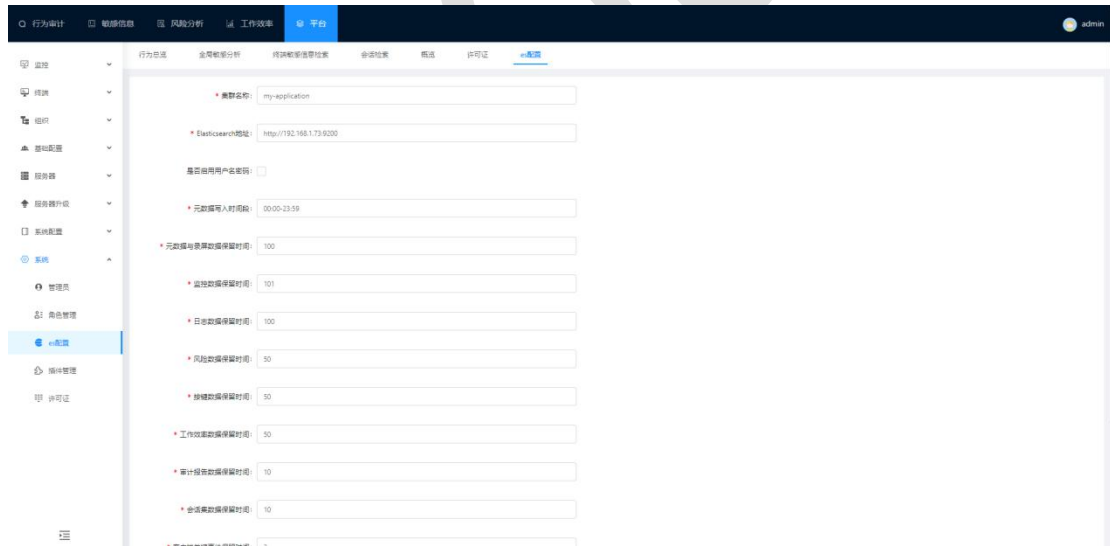 行为审计 敏感信息 风险分析 工作效率 平台 admin
行为总览 全局敏感分析 终端敏感信息检索 会话检索 概览 许可证 es配置
监控
终端
组织
基础配置
服务器
服务器升级
系统配置
系统
管理员
角色管理
es配置
插件管理
许可证
* 集群名称: my-application
* Elasticsearch地址: http://192.168.1.73:9200
是否启用用户名密码:
* 元数据写入时间段: 00:00-23:59
* 元数据与录屏数据保留时间: 100
* 监控数据保留时间: 101
* 日志数据保留时间: 100
* 风险数据保留时间: 50
* 按键数据保留时间: 50
* 工作效率数据保留时间: 50
* 审计报告数据保留时间: 10
* 会话集数据保留时间: 10